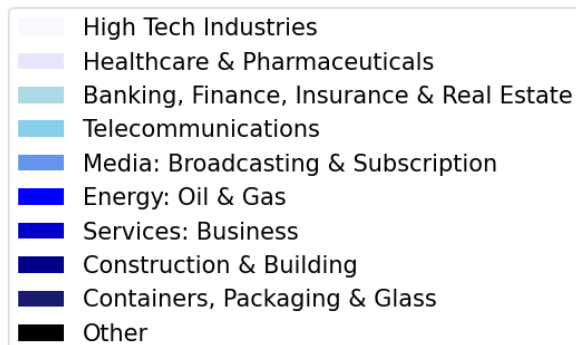 High Tech Industries
Healthcare & Pharmaceuticals
Banking, Finance, Insurance & Real Estate
Telecommunications
Media: Broadcasting & Subscription
Energy: Oil & Gas
Services: Business
Construction & Building
Containers, Packaging & Glass
Other